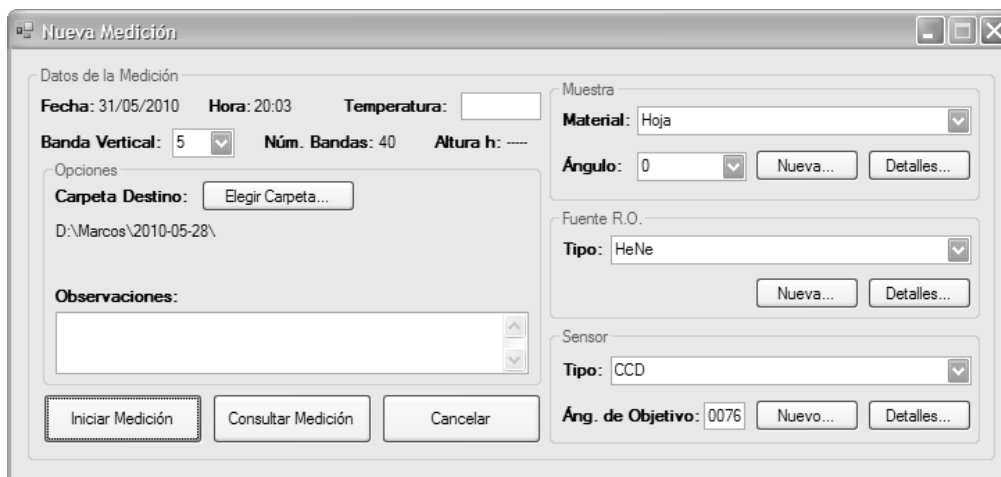 Nueva Medición
Datos de la Medición
Fecha: 31/05/2010 Hora: 20:03 Temperatura:
Banda Vertical: 5 Núm. Bandas: 40 Altura h: -----
Opciones
Carpeta Destino: Elegir Carpeta...
D:\Marcos\2010-05-28\
Observaciones:
Iniciar Medición Consultar Medición Cancelar
Muestra
Material: Hoja
Ángulo: 0 Nueva... Detalles...
Fuente R.O.
Tipo: HeNe
Nueva... Detalles...
Sensor
Tipo: CCD
Áng. de Objetivo: 0076 Nuevo... Detalles...